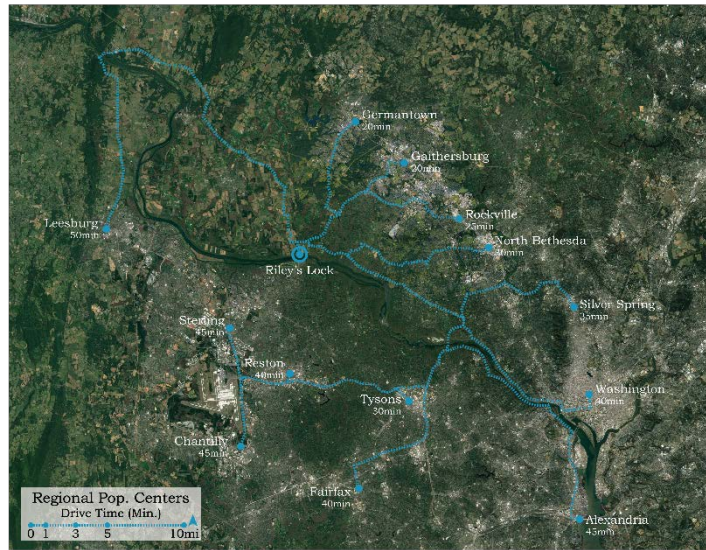 Germantown
20min
Gaithersburg
20min
Rockville
25min
North Bethesda
30min
Leesburg
50min
Riley's Lock
Silver Spring
35min
Sterling
45min
Reston
40min
Tysons
30min
Washington
40min
Chantilly
45min
Fairfax
40min
Alexandria
45min
Regional Pop. Centers
Drive Time (Min.)
0 1 3 5 10mi